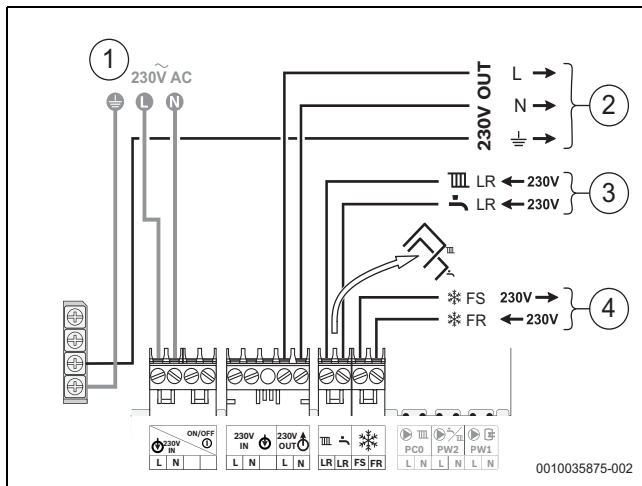 1
230V AC
L N
230V OUT
L
N
2
LR 230V
LR 230V
3
FS 230V
FR 230V
4
230V IN
ON/OFF
L N
230V IN
230V OUT
L N L N
LR LR FS FR
PC0 PW2 PW1
L N L N L N
0010035875-002